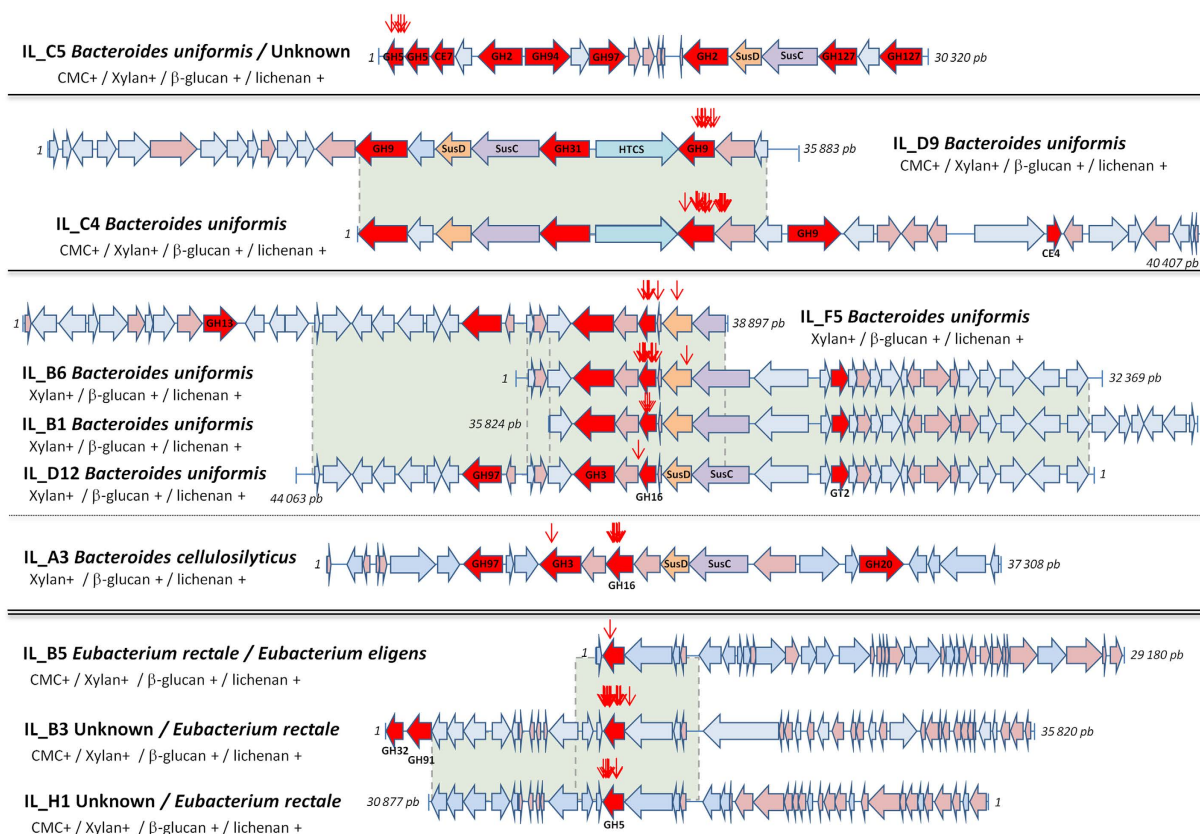 IL_C5 Bacteroides uniformis / Unknown
CMC+ / Xylan+ / β-glucan + / lichenan +
1 GH5 GH5 CE7 GH2 GH94 GH97 GH2 SusD SusC GH127 GH127 30 320 pb
1 GH9 SusD SusC GH31 HTCS GH9 35 883 pb
IL_D9 Bacteroides uniformis
CMC+ / Xylan+ / β-glucan + / lichenan +
IL_C4 Bacteroides uniformis
CMC+ / Xylan+ / β-glucan + / lichenan +
1 GH9 CE4 40 407 pb
1 GH13 38 897 pb
IL_F5 Bacteroides uniformis
Xylan+ / β-glucan + / lichenan +
IL_B6 Bacteroides uniformis
Xylan+ / β-glucan + / lichenan +
1 32 369 pb
IL_B1 Bacteroides uniformis
Xylan+ / β-glucan + / lichenan +
35 824 pb
IL_D12 Bacteroides uniformis
Xylan+ / β-glucan + / lichenan +
44 063 pb GH97 GH3 GH16 SusD SusC GT2 1
IL_A3 Bacteroides cellulosilyticus
Xylan+ / β-glucan + / lichenan +
1 GH97 GH3 GH16 SusD SusC GH20 37 308 pb
IL_B5 Eubacterium rectale / Eubacterium eligens
CMC+ / Xylan+ / β-glucan + / lichenan +
1 29 180 pb
IL_B3 Unknown / Eubacterium rectale
CMC+ / Xylan+ / β-glucan + / lichenan +
1 GH32 GH91 35 820 pb
IL_H1 Unknown / Eubacterium rectale
CMC+ / Xylan+ / β-glucan + / lichenan +
30 877 pb GH5 1